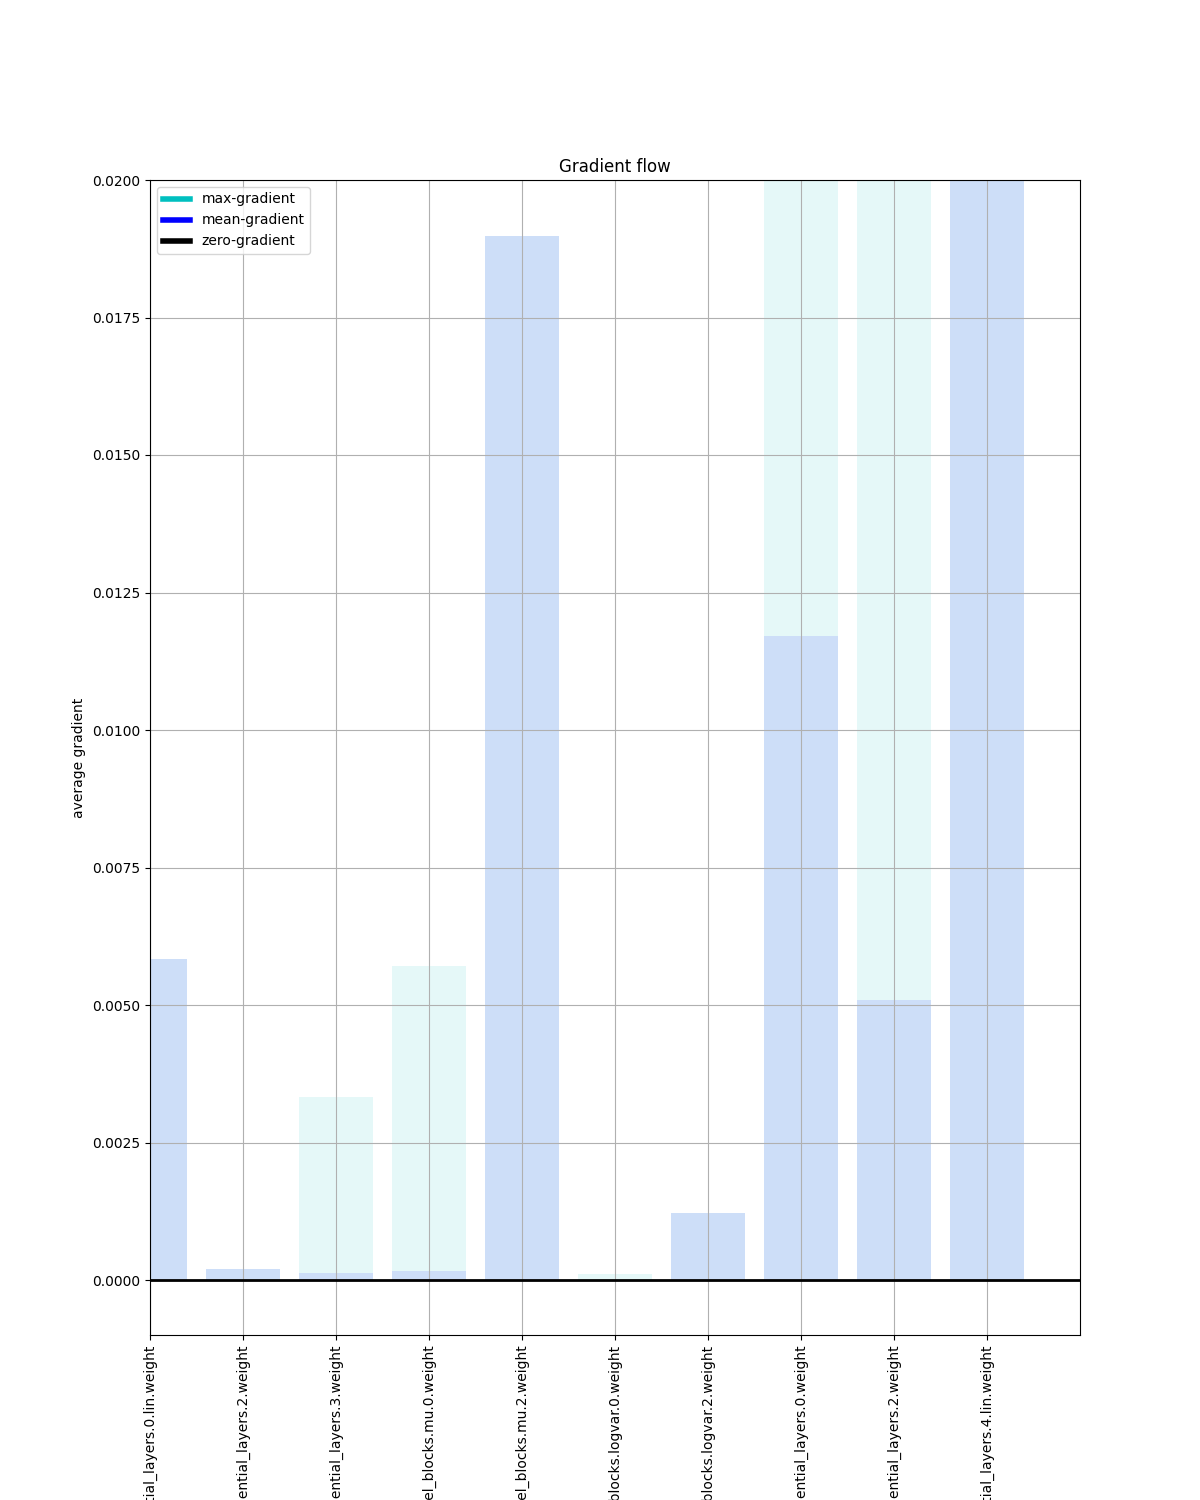 Gradient flow
max-gradient
mean-gradient
zero-gradient
0.0200
0.0175
0.0150
0.0125
0.0100
0.0075
0.0050
0.0025
0.0000
average gradient
tial_layers.0.lin.weight
ential_layers.2.weight
ential_layers.3.weight
el_blocks.mu.0.weight
el_blocks.mu.2.weight
blocks.logvar.0.weight
blocks.logvar.2.weight
ential_layers.0.weight
ential_layers.2.weight
tial_layers.4.lin.weight